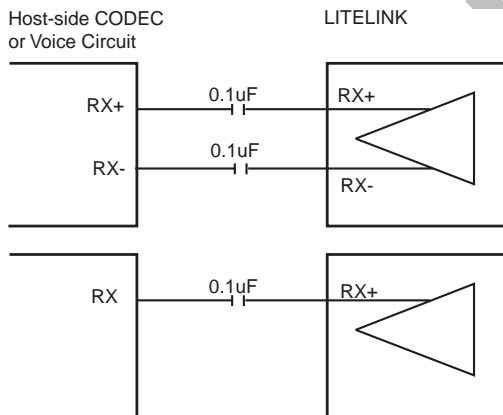 Host-side CODEC
or Voice Circuit
LITELINK
RX+
0.1uF
RX+
RX-
0.1uF
RX-
RX
0.1uF
RX+